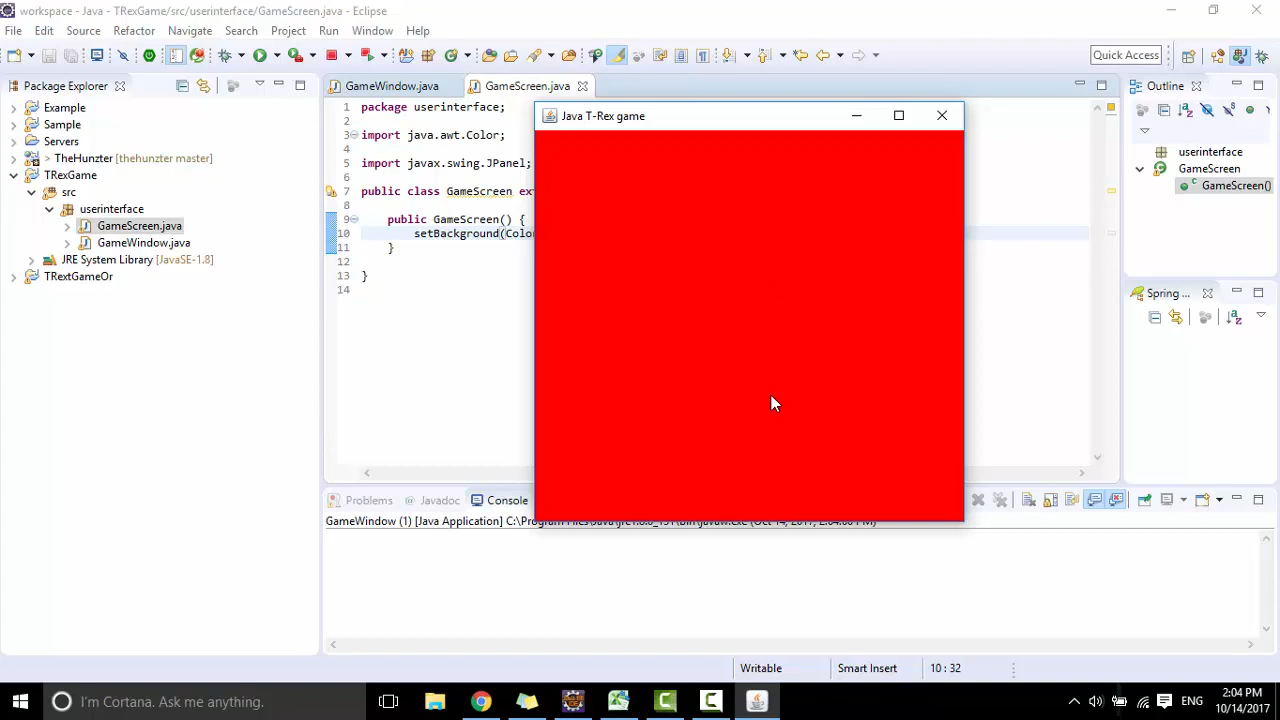 workspace - Java - TRexGame/src/userinterface/GameScreen.java - Eclipse
File Edit Source Refactor Navigate Search Project Run Window Help
Quick Access
Package Explorer
Example
Sample
Servers
> TheHunzter [thehunzter master]
TRexGame
src
userinterface
GameScreen.java
GameWindow.java
JRE System Library [JavaSE-1.8]
TRextGameOr
GameWindow.java GameScreen.java
1 package userinterface;
2
3 import java.awt.Color;
4
5 import javax.swing.JPanel;
6
7 public class GameScreen ext
8
9 public GameScreen() {
10 setBackground(Color
11 }
12
13 }
14
Java T-Rex game
Outline
userinterface
GameScreen
GameScreen()
Spring ...
Problems Javadoc Console
GameWindow (1) [Java Application] C:\Program Files\Java\jre1.8.0_151\bin\javaw.exe (Oct 14, 2017, 2:04:00 PM)
Writable Smart Insert 10 : 32
I'm Cortana. Ask me anything.
ENG
2:04 PM
10/14/2017